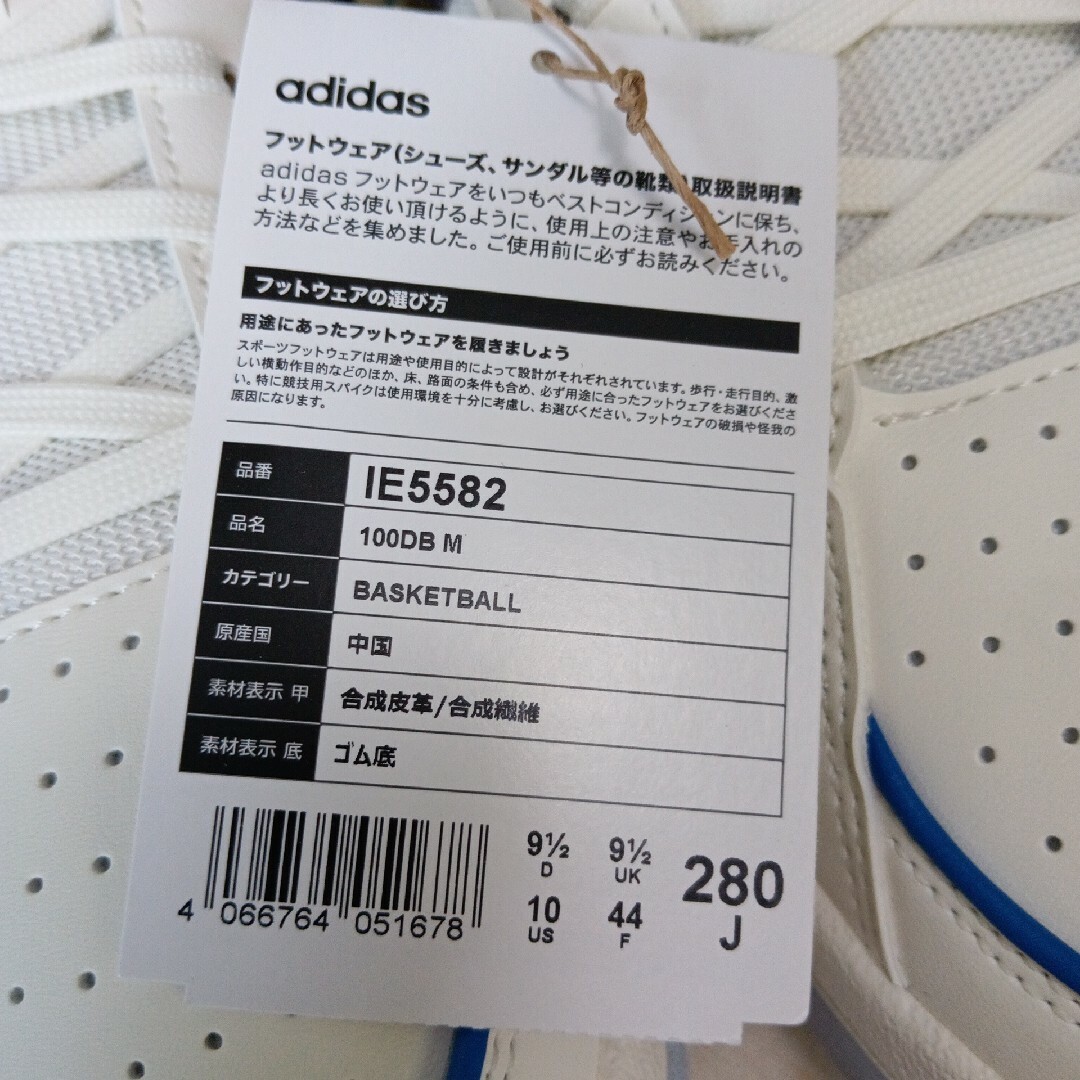 adidas
フットウェア(シューズ、サンダル等の靴類)取扱説明書
adidas フットウェアをいつもベストコンディションに保ち、
より長くお使い頂けるように、使用上の注意やお手入れの
方法などを集めました。ご使用前に必ずお読みください。
フットウェアの選び方
用途にあったフットウェアを履きましょう
スポーツフットウェアは用途や使用目的によって設計がそれぞれされています。歩行・走行目的、激
しい横動作目的などのほか、床、路面の条件も含め、必ず用途に合ったフットウェアをお選びくださ
い。特に競技用スパイクは使用環境を十分に考慮し、お選びください。フットウェアの破損や怪我の
原因になります。
品番 IE5582
品名 100DB M
カテゴリー BASKETBALL
原産国 中国
素材表示 甲 合成皮革/合成繊維
素材表示 底 ゴム底
9½ 9½ 280
D UK J
10 44
US F
4 066764 051678